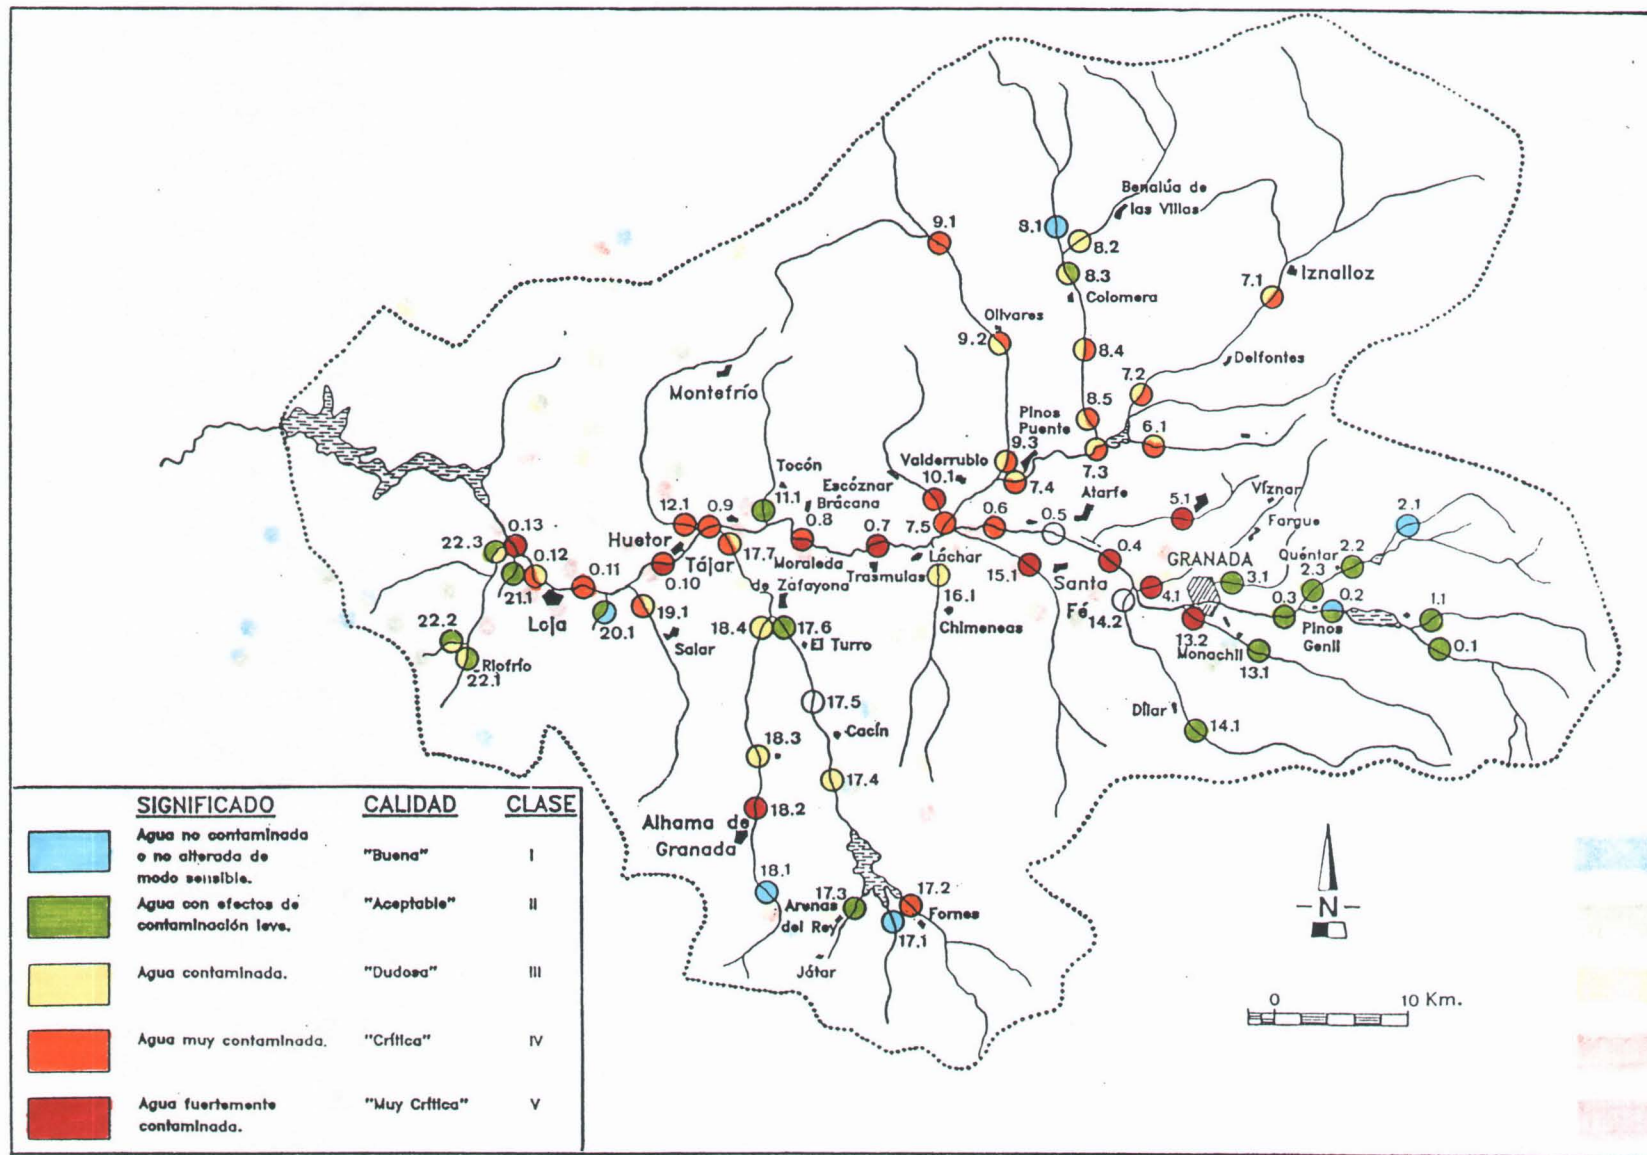 Benalúa de
las Villas
8.1
8.2
8.3
Colomera
9.1
7.1
Iznalloz
Olivares
9.2
8.4
Delfontes
7.2
Montefrío
8.5
Pinos
Puente
6.1
9.3
7.3
Valderrubio
10.1
7.4
Tocón
Escóznar
Brácana
11.1
Atarfe
5.1
Víznar
2.1
12.1
0.9
0.8
0.7
7.5
0.6
0.5
Fargue
0.13
22.3
Huetor
Tájar
17.7
Moraleda
de Zafayona
Trasmulas
Láchar
0.4
GRANADA
Quéntar
2.2
0.12
0.11
0.10
15.1
Santa
Fé
4.1
3.1
2.3
21.1
Loja
20.1
19.1
16.1
14.2
0.3
0.2
1.1
22.2
18.4
17.6
Chimeneas
13.2
Monachil
Pinos
Genil
0.1
Riofrío
22.1
Salar
El Turro
13.1
17.5
Dílar
14.1
Cacín
18.3
17.4
18.2
Alhama de
Granada
18.1
17.3
17.2
Arenas
del Rey
Fornes
17.1
Játar
SIGNIFICADO CALIDAD CLASE
Agua no contaminada
o no alterada de
modo sensible.
"Buena" I
Agua con efectos de
contaminación leve.
"Aceptable" II
Agua contaminada. "Dudosa" III
Agua muy contaminada. "Crítica" IV
Agua fuertemente
contaminada.
"Muy Crítica" V
N
0 10 Km.